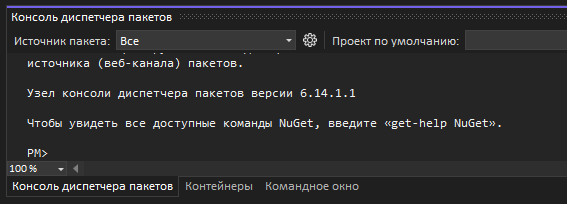 Консоль диспетчера пакетов
Источник пакета: Все Проект по умолчанию:
источника (веб-канала) пакетов.
Узел консоли диспетчера пакетов версии 6.14.1.1
Чтобы увидеть все доступные команды NuGet, введите «get-help NuGet».
PM>
100 %
Консоль диспетчера пакетов Контейнеры Командное окно